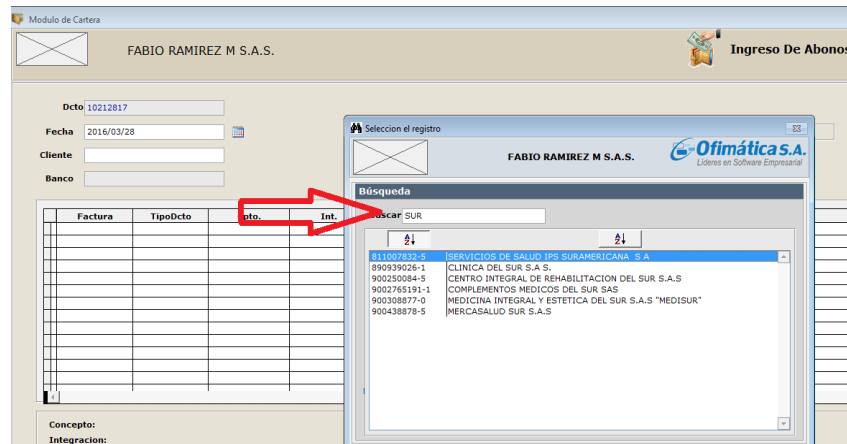 Modulo de Cartera
FABIO RAMIREZ M S.A.S.
Ingreso De Abonos
Dcto 10212817
Fecha 2016/03/28
Cliente
Banco
Factura TipoDcto pto. Int.
Concepto:
Integracion:
Seleccion el registro
FABIO RAMIREZ M S.A.S.
Ofimática S.A.
Lideres en Software Empresarial
Búsqueda
uscar SUR
811007832-5 SERVICIOS DE SALUD IPS SURAMERICANA S A
890939026-1 CLINICA DEL SUR S.A S.
900250084-5 CENTRO INTEGRAL DE REHABILITACION DEL SUR S.A.S
9002765191-1 COMPLEMENTOS MEDICOS DEL SUR SAS
900308877-0 MEDICINA INTEGRAL Y ESTETICA DEL SUR S.A.S "MEDISUR"
900438878-5 MERCASALUD SUR S.A.S